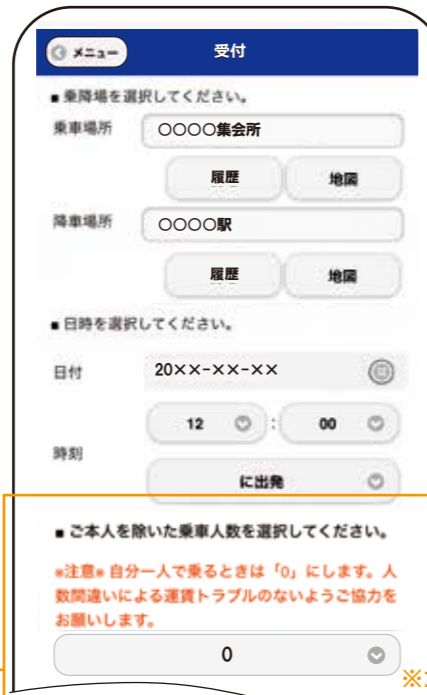 メニュー 受付
■乗降場を選択してください。
乗車場所 ○○○○集会所
履歴 地図
降車場所 ○○○○駅
履歴 地図
■日時を選択してください。
日付 20××-××-××
12 : 00
時刻
に出発
■ご本人を除いた乗車人数を選択してください。
※注意※ 自分一人で乗るときは「0」にします。人
数間違いによる運賃トラブルのないようご協力を
お願いします。
0
※